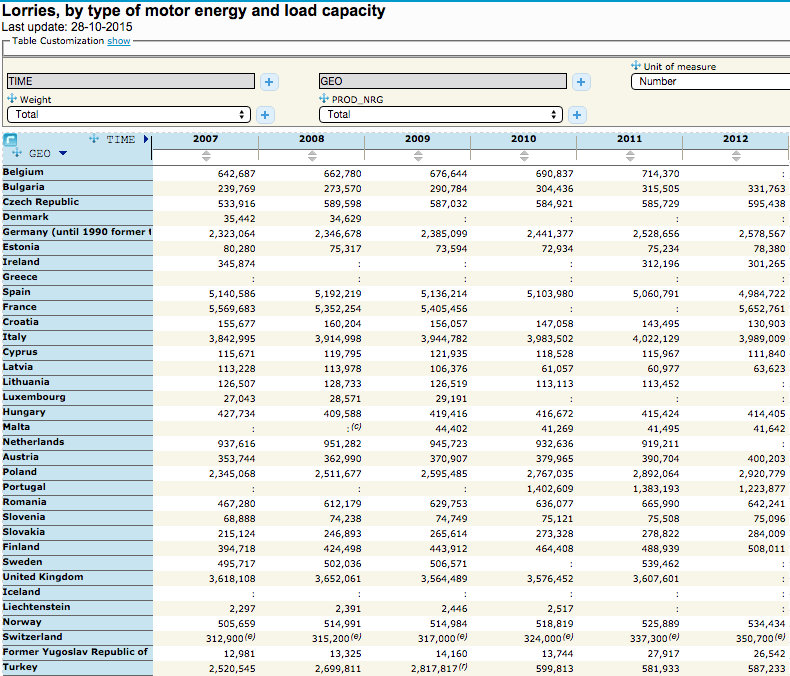 Lorries, by type of motor energy and load capacity
Last update: 28-10-2015
Table Customization show
Unit of measure
TIME + GEO + Number
Weight PROD_NRG
Total + Total +
TIME 2007 2008 2009 2010 2011 2012
GEO
Belgium 642,687 662,780 676,644 690,837 714,370 :
Bulgaria 239,769 273,570 290,784 304,436 315,505 331,763
Czech Republic 533,916 589,598 587,032 584,921 585,729 595,438
Denmark 35,442 34,629 : : : :
Germany (until 1990 former t 2,323,064 2,346,678 2,385,099 2,441,377 2,528,656 2,578,567
Estonia 80,280 75,317 73,594 72,934 75,234 78,380
Ireland 345,874 : : : 312,196 301,265
Greece : : : : : :
Spain 5,140,586 5,192,219 5,136,214 5,103,980 5,060,791 4,984,722
France 5,569,683 5,352,254 5,405,456 : : 5,652,761
Croatia 155,677 160,204 156,057 147,058 143,495 130,903
Italy 3,842,995 3,914,998 3,944,782 3,983,502 4,022,129 3,989,009
Cyprus 115,671 119,795 121,935 118,528 115,967 111,840
Latvia 113,228 113,978 106,376 61,057 60,977 63,623
Lithuania 126,507 128,733 126,519 113,113 113,452 :
Luxembourg 27,043 28,571 29,191 : : :
Hungary 427,734 409,588 419,416 416,672 415,424 414,405
Malta : :(c) 44,402 41,269 41,495 41,642
Netherlands 937,616 951,282 945,723 932,636 919,211 :
Austria 353,744 362,990 370,907 379,965 390,704 400,203
Poland 2,345,068 2,511,677 2,595,485 2,767,035 2,892,064 2,920,779
Portugal : : : 1,402,609 1,383,193 1,223,877
Romania 467,280 612,179 629,753 636,077 665,990 642,241
Slovenia 68,888 74,238 74,749 75,121 75,508 75,096
Slovakia 215,124 246,893 265,614 273,328 278,822 284,009
Finland 394,718 424,498 443,912 464,408 488,939 508,011
Sweden 495,717 502,036 506,571 : 539,462 :
United Kingdom 3,618,108 3,652,061 3,564,489 3,576,452 3,607,601 :
Iceland : : : : : :
Liechtenstein 2,297 2,391 2,446 2,517 : :
Norway 505,659 514,991 514,984 518,819 525,889 534,434
Switzerland 312,900(e) 315,200(e) 317,000(e) 324,000(e) 337,300(e) 350,700(e)
Former Yugoslav Republic of 12,981 13,325 14,160 13,744 27,917 26,542
Turkey 2,520,545 2,699,811 2,817,817(r) 599,813 581,933 587,233